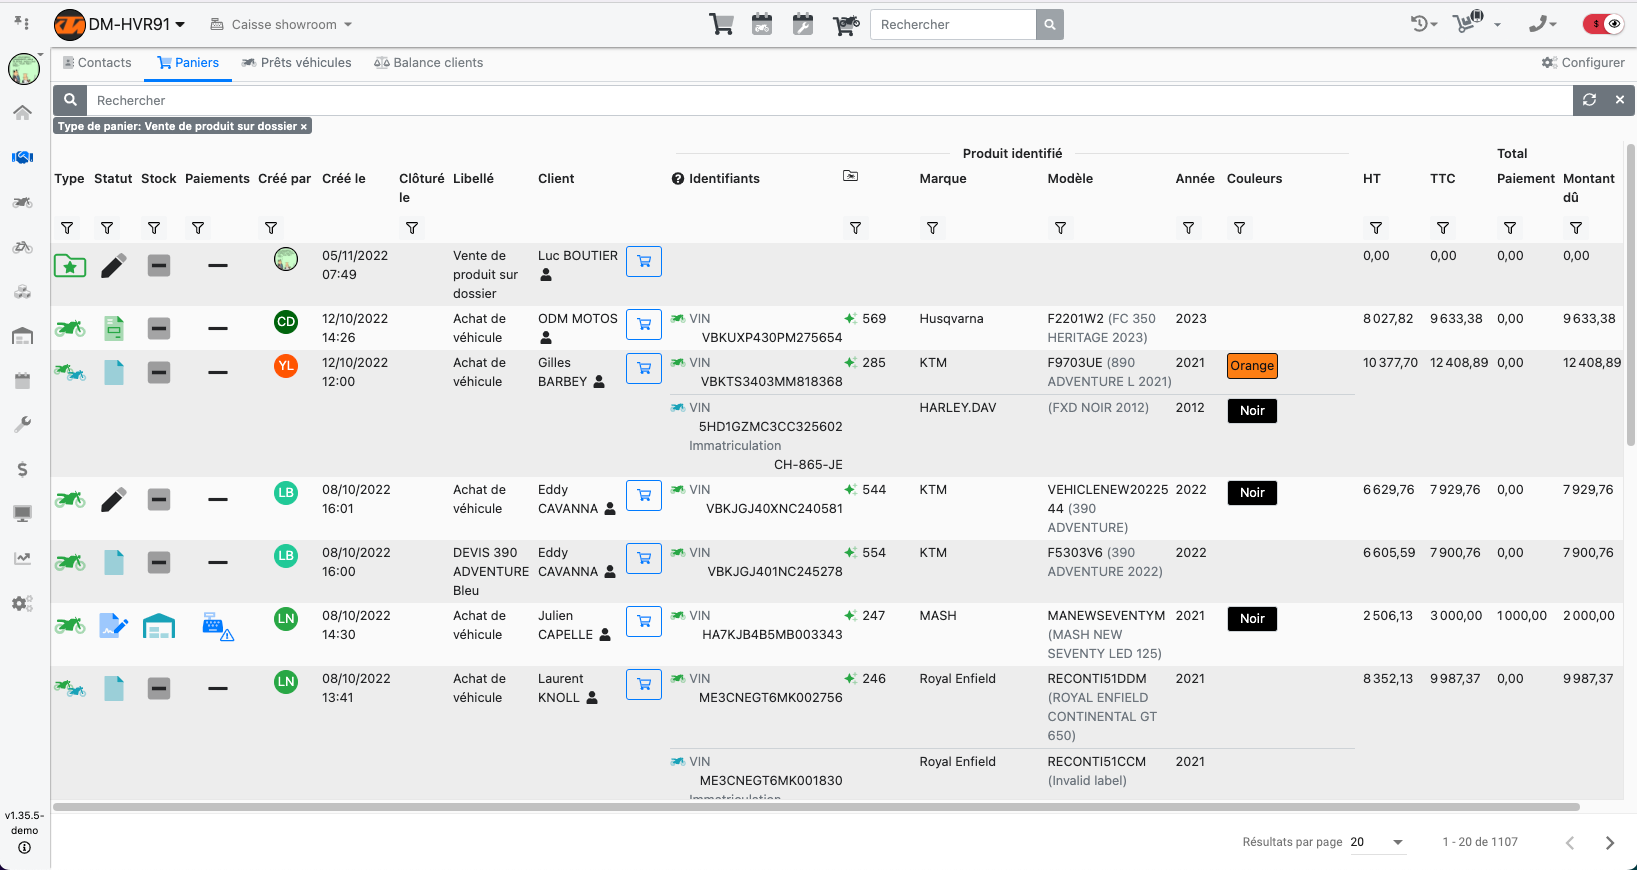 DM-HVR91
Caisse showroom
Rechercher
$
Contacts
Paniers
Prêts véhicules
Balance clients
Configurer
Rechercher
Type de panier: Vente de produit sur dossier ×
Produit identifié
Total
Type Statut Stock Paiements Créé par Créé le Clôturé le Libellé Client Identifiants Marque Modèle Année Couleurs HT TTC Paiement Montant dû
05/11/2022 Vente de Luc BOUTIER 0,00 0,00 0,00 0,00
07:49 produit sur
dossier
CD 12/10/2022 Achat de ODM MOTOS VIN 569 Husqvarna F2201W2 (FC 350 2023 8 027,82 9 633,38 0,00 9 633,38
14:26 véhicule VBKUXP430PM275654 HERITAGE 2023)
YL 12/10/2022 Achat de Gilles VIN 285 KTM F9703UE (890 2021 Orange 10 377,70 12 408,89 0,00 12 408,89
12:00 véhicule BARBEY VBKTS3403MM818368 ADVENTURE L 2021)
VIN HARLEY.DAV (FXD NOIR 2012) 2012 Noir
5HD1GZMC3CC325602
Immatriculation
CH-865-JE
LB 08/10/2022 Achat de Eddy VIN 544 KTM VEHICLENEW20225 2022 Noir 6 629,76 7 929,76 0,00 7 929,76
16:01 véhicule CAVANNA VBKJGJ40XNC240581 44 (390
ADVENTURE)
LB 08/10/2022 DEVIS 390 Eddy VIN 554 KTM F5303V6 (390 2022 6 605,59 7 900,76 0,00 7 900,76
16:00 ADVENTURE CAVANNA VBKJGJ401NC245278 ADVENTURE 2022)
Bleu
LN 08/10/2022 Achat de Julien VIN 247 MASH MANEWSEVENTYM 2021 Noir 2 506,13 3 000,00 1 000,00 2 000,00
14:30 véhicule CAPELLE HA7KJB4B5MB003343 (MASH NEW
SEVENTY LED 125)
LN 08/10/2022 Achat de Laurent VIN 246 Royal Enfield RECONTI51DDM 2021 8 352,13 9 987,37 0,00 9 987,37
13:41 véhicule KNOLL ME3CNEGT6MK002756 (ROYAL ENFIELD
CONTINENTAL GT
650)
VIN Royal Enfield RECONTI51CCM 2021
ME3CNEGT6MK001830 (Invalid label)
Immatriculation
v1.35.5-
demo
Résultats par page 20 1 - 20 de 1107